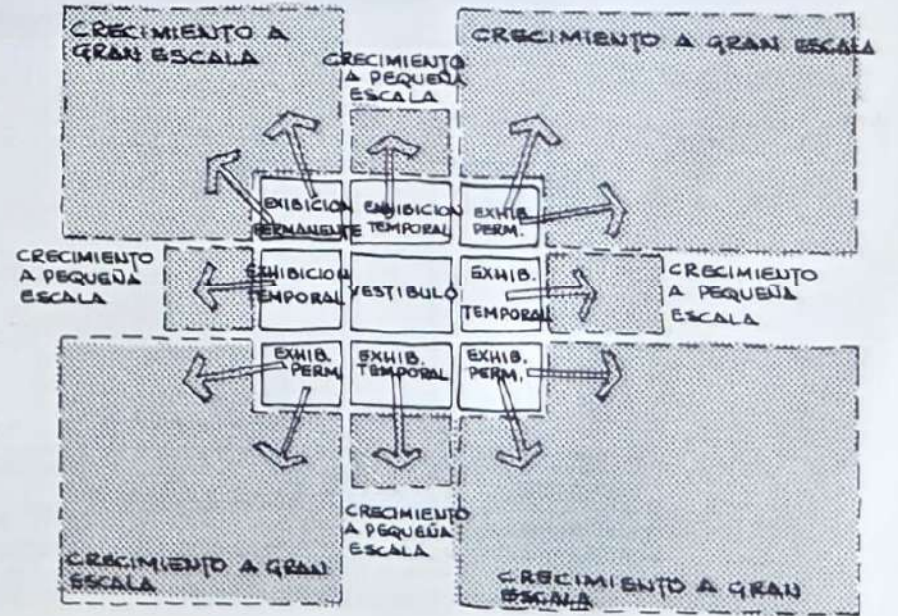 CRECIMIENTO A
GRAN ESCALA
CRECIMIENTO
A PEQUEÑA
ESCALA
CRECIMIENTO A GRAN ESCALA
EXIBICION
PERMANENTE
EXHIBICION
TEMPORAL
EXHIB.
PERM.
CRECIMIENTO
A PEQUEÑA
ESCALA
EXHIBICION
TEMPORAL
VESTIBULO
EXHIB.
TEMPORAL
CRECIMIENTO
A PEQUEÑA
ESCALA
EXHIB.
PERM.
EXHIB.
TEMPORAL
EXHIB.
PERM.
CRECIMIENTO
A PEQUEÑA
ESCALA
CRECIMIENTO A GRAN
ESCALA
CRECIMIENTO A GRAN
ESCALA